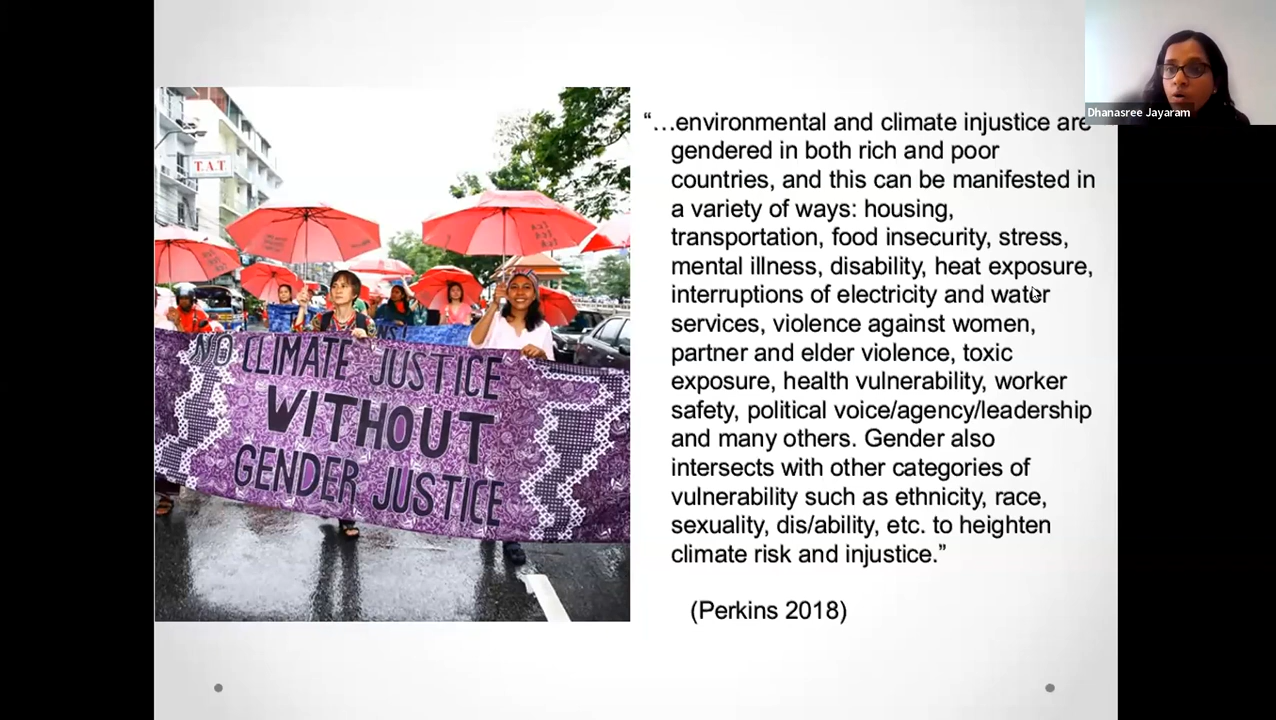 Dhanasree Jayaram
“…environmental and climate injustice are
gendered in both rich and poor
countries, and this can be manifested in
a variety of ways: housing,
transportation, food insecurity, stress,
mental illness, disability, heat exposure,
interruptions of electricity and water
services, violence against women,
partner and elder violence, toxic
exposure, health vulnerability, worker
safety, political voice/agency/leadership
and many others. Gender also
intersects with other categories of
vulnerability such as ethnicity, race,
sexuality, dis/ability, etc. to heighten
climate risk and injustice.”
(Perkins 2018)
T.A.T.
NO CLIMATE JUSTICE
WITHOUT
GENDER JUSTICE